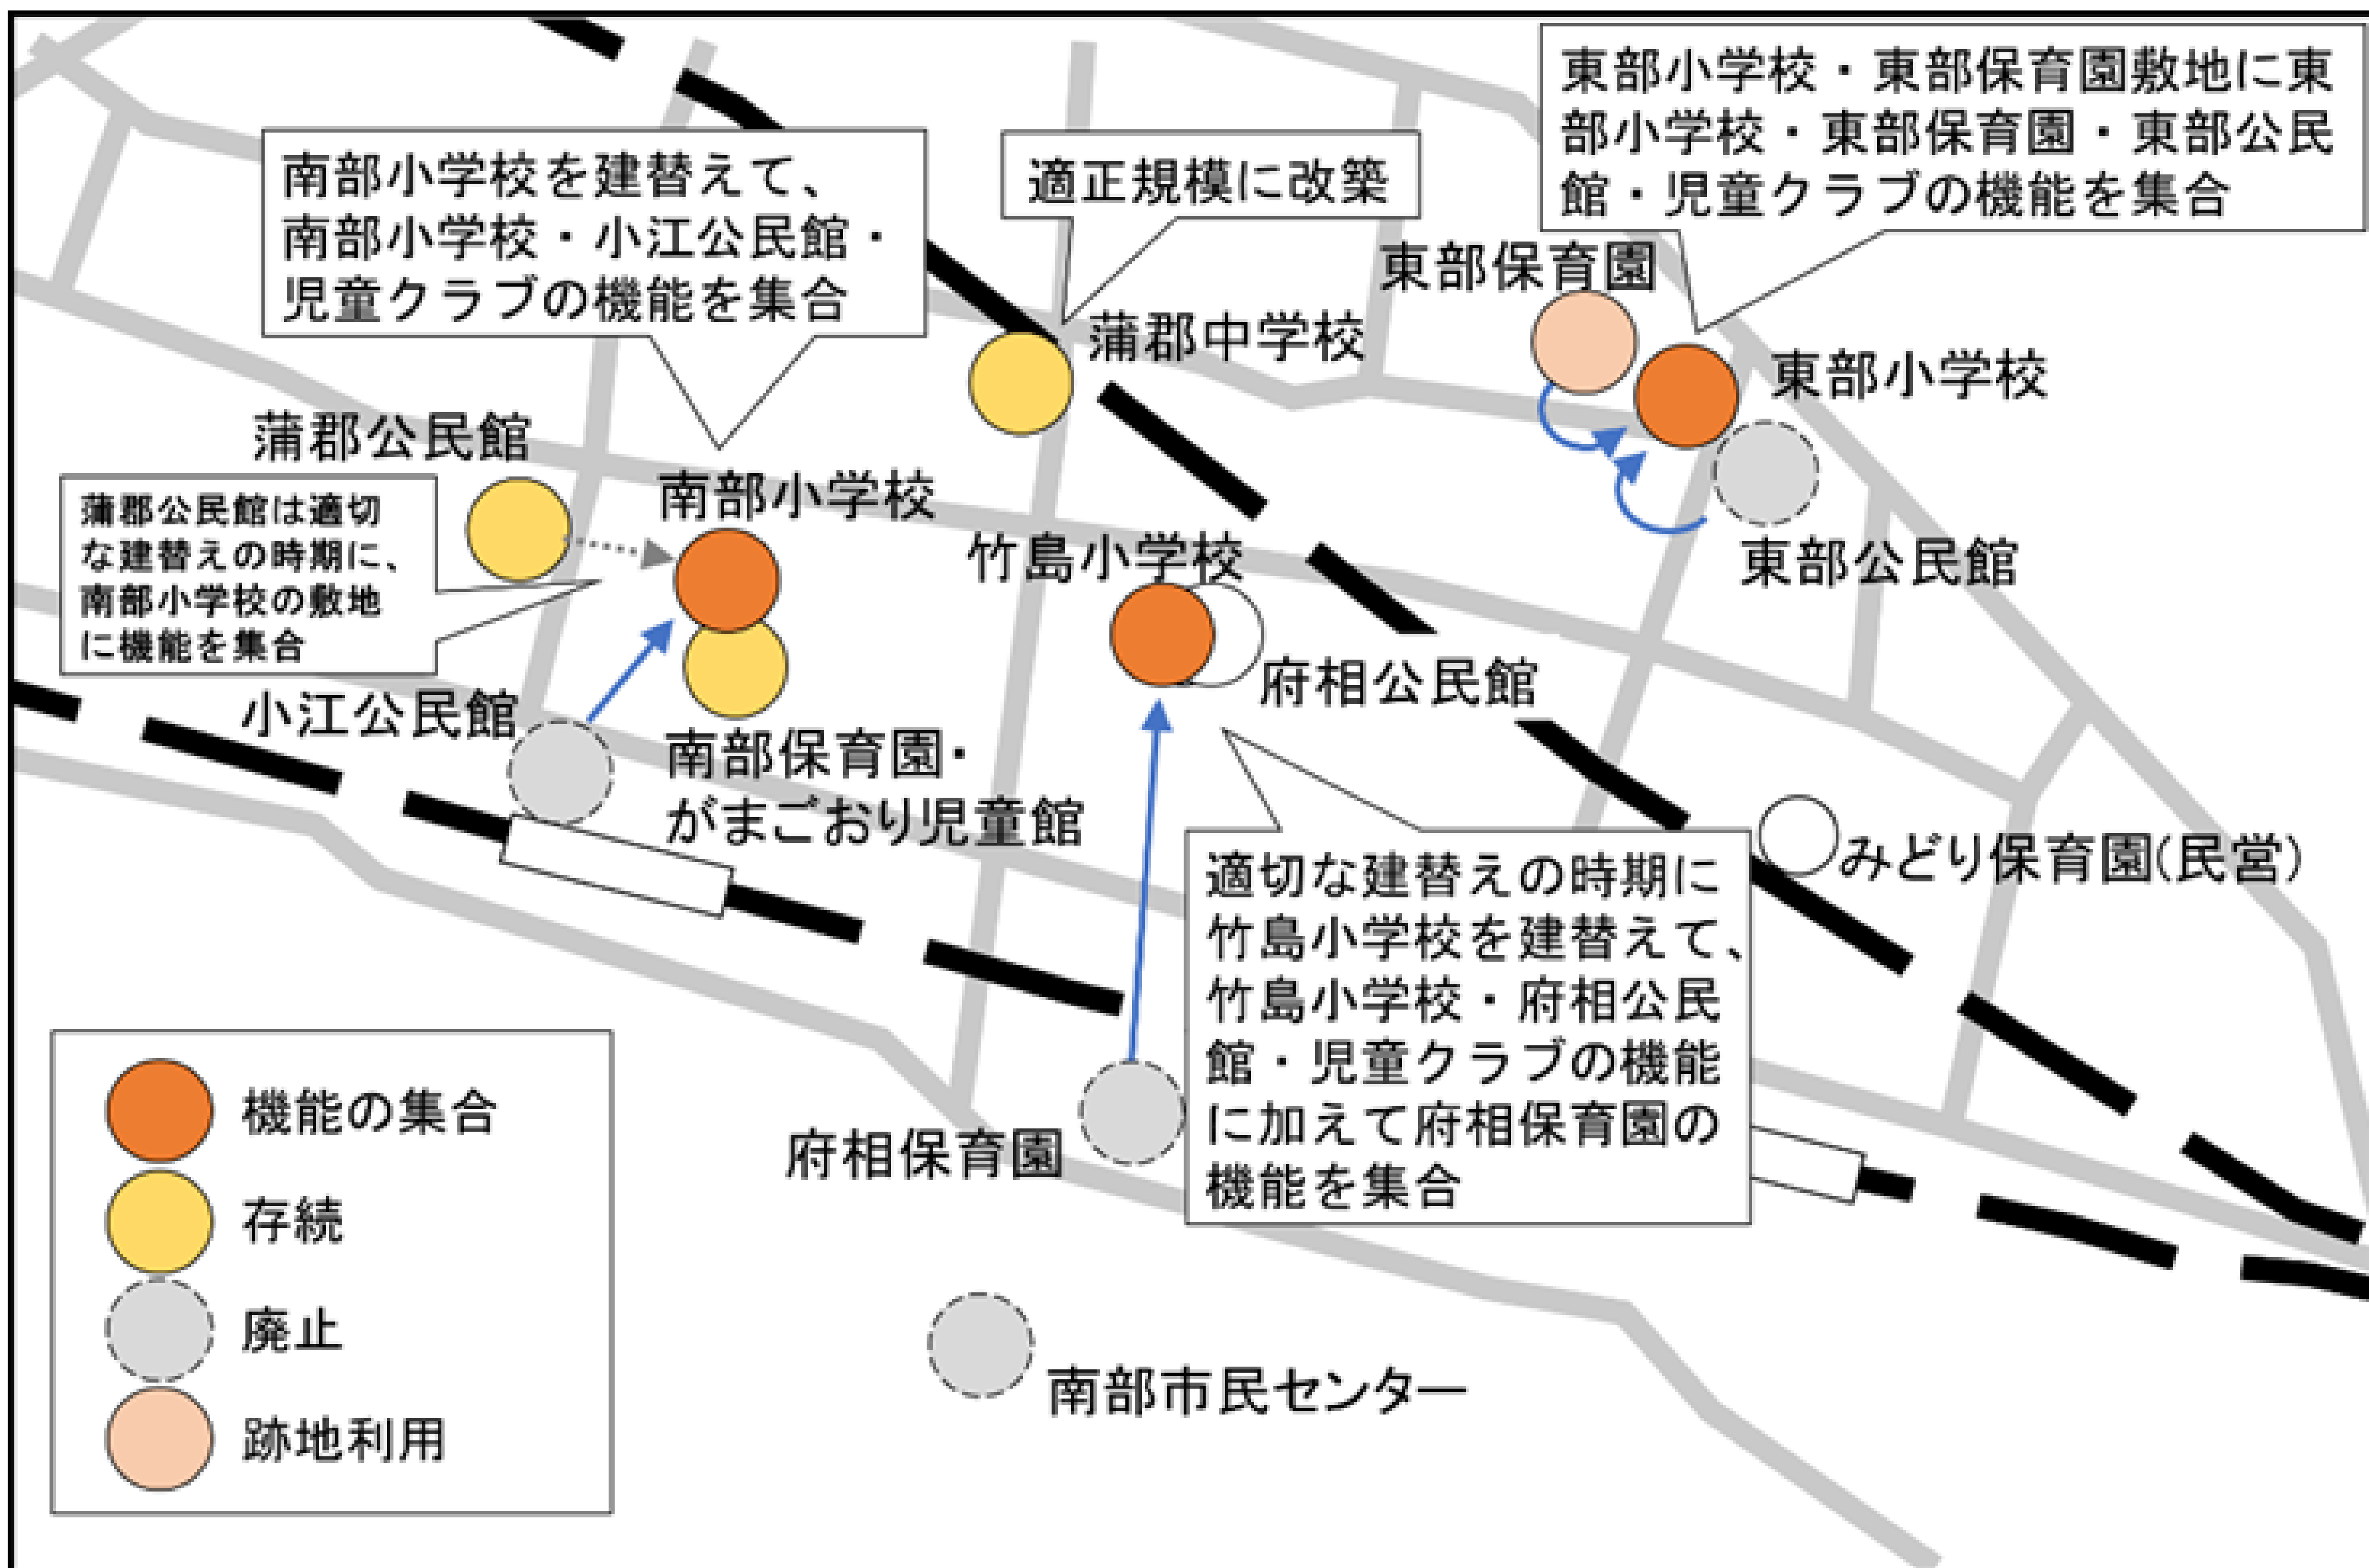 東部小学校・東部保育園敷地に東
部小学校・東部保育園・東部公民
館・児童クラブの機能を集合
南部小学校を建替えて、
南部小学校・小江公民館・
児童クラブの機能を集合
適正規模に改築
東部保育園
蒲郡中学校
東部小学校
蒲郡公民館
蒲郡公民館は適切
な建替えの時期に、
南部小学校の敷地
に機能を集合
南部小学校
竹島小学校
東部公民館
府相公民館
小江公民館
南部保育園・
がまごおり児童館
みどり保育園(民営)
適切な建替えの時期に
竹島小学校を建替えて、
竹島小学校・府相公民
館・児童クラブの機能
に加えて府相保育園の
機能を集合
府相保育園
南部市民センター
機能の集合
存続
廃止
跡地利用